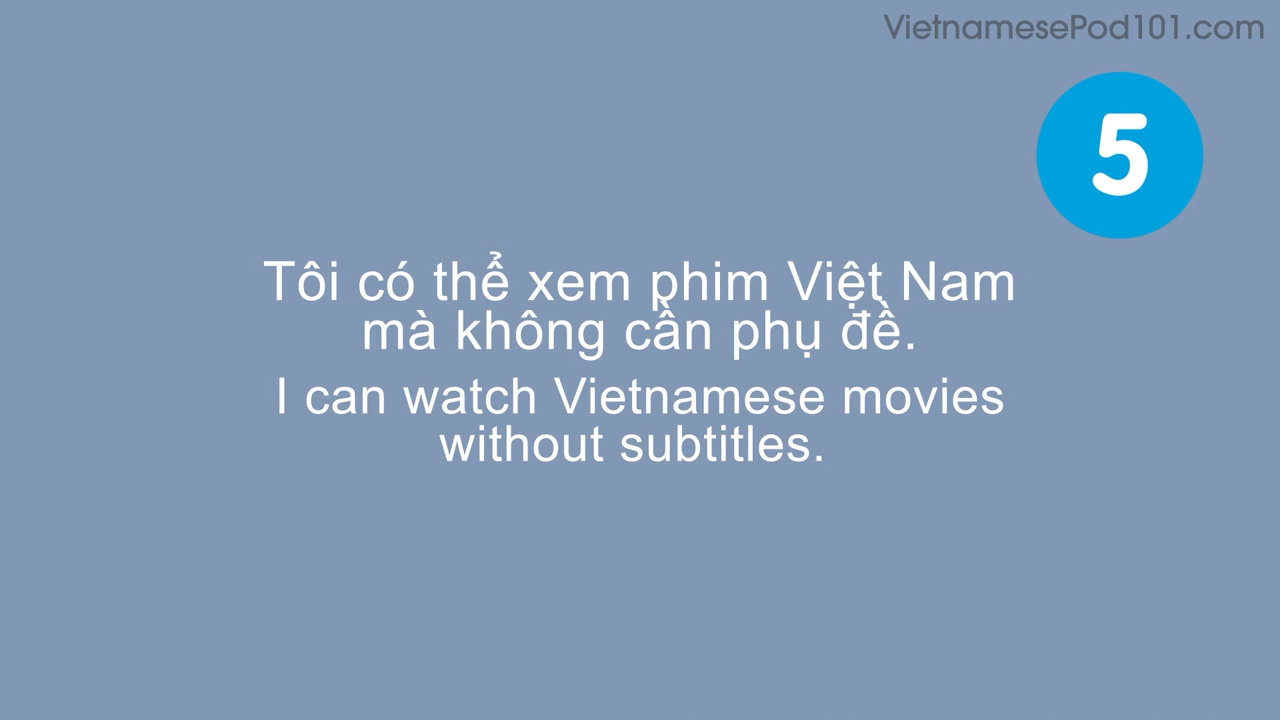 VietnamesePod101.com
5
Tôi có thể xem phim Việt Nam
mà không cần phụ đề.
I can watch Vietnamese movies
without subtitles.